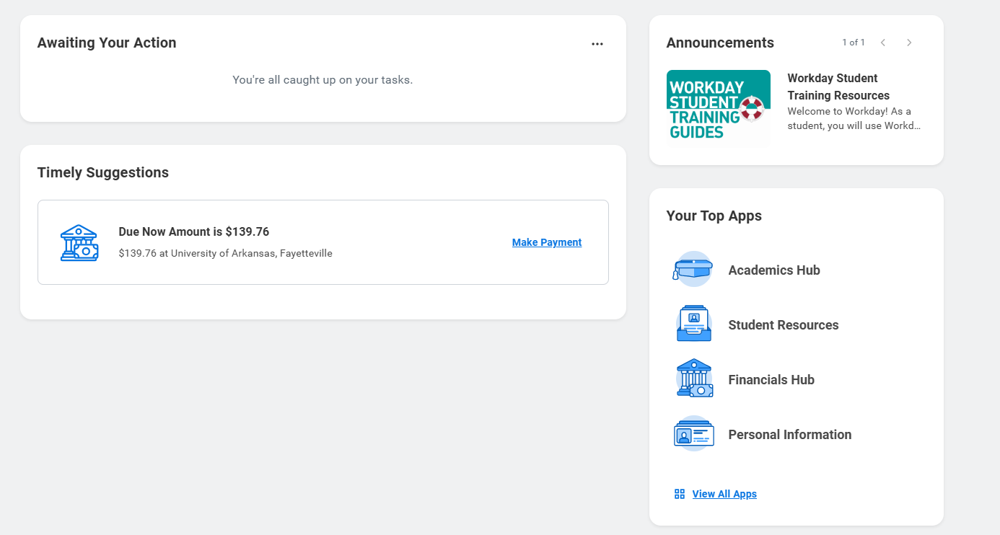 Awaiting Your Action
You're all caught up on your tasks.
Timely Suggestions
Due Now Amount is $139.76
$139.76 at University of Arkansas, Fayetteville
Make Payment
Announcements
1 of 1
WORKDAY
STUDENT
TRAINING
GUIDES
Workday Student
Training Resources
Welcome to Workday! As a
student, you will use Workd...
Your Top Apps
Academics Hub
Student Resources
Financials Hub
Personal Information
View All Apps